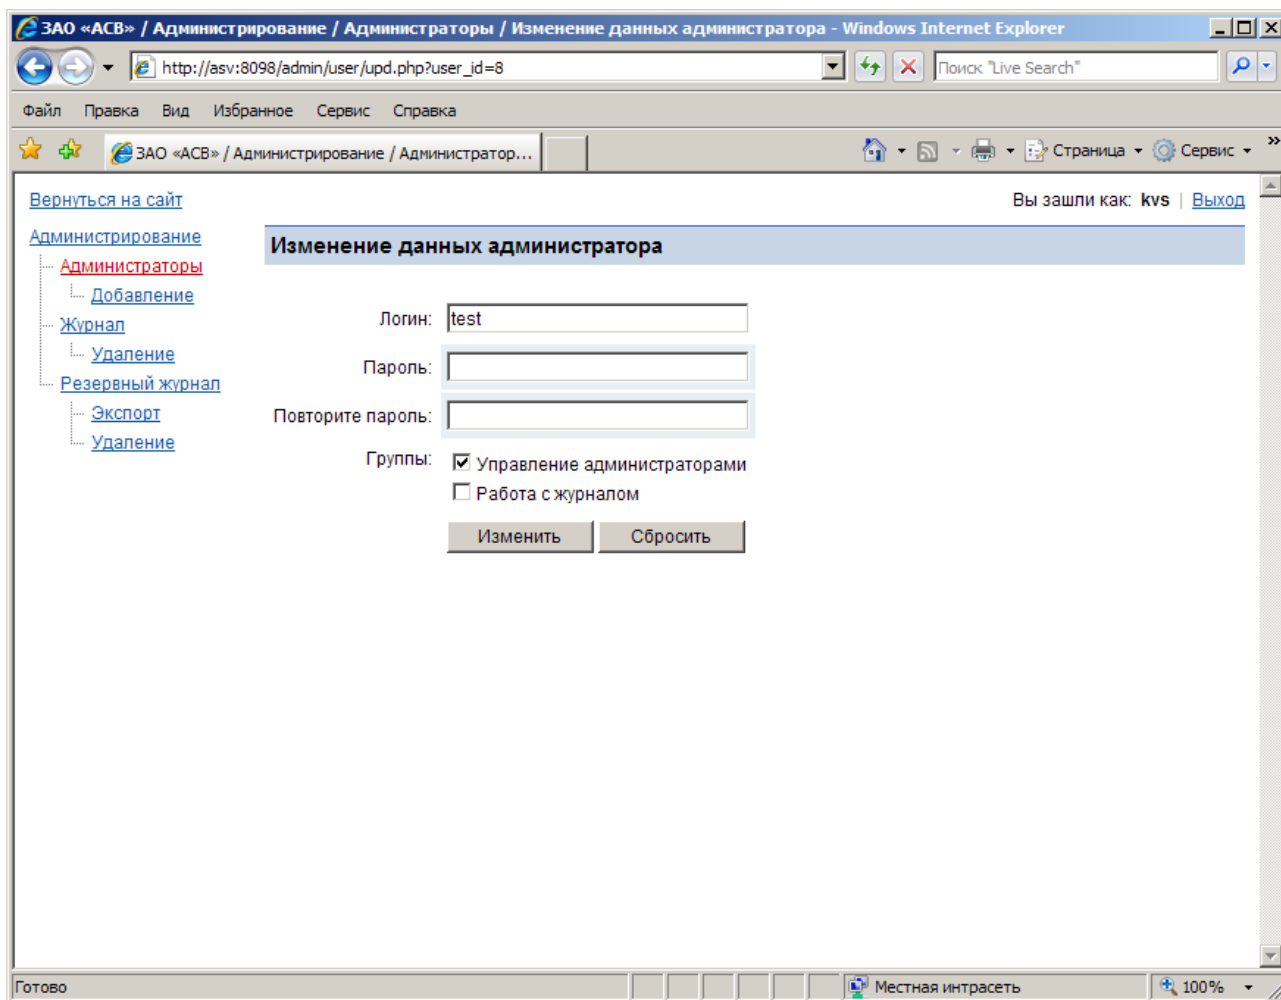 ЗАО «АСВ» / Администрирование / Администраторы / Изменение данных администратора - Windows Internet Explorer
http://asv:8098/admin/user/upd.php?user_id=8
Поиск "Live Search"
Файл Правка Вид Избранное Сервис Справка
ЗАО «АСВ» / Администрирование / Администратор...
Страница Сервис »
Вернуться на сайт
Вы зашли как: kvs | Выход
Администрирование
Администраторы
Добавление
Журнал
Удаление
Резервный журнал
Экспорт
Удаление
Изменение данных администратора
Логин: test
Пароль:
Повторите пароль:
Группы: Управление администраторами
Работа с журналом
Изменить Сбросить
Готово Местная интрасеть 100%